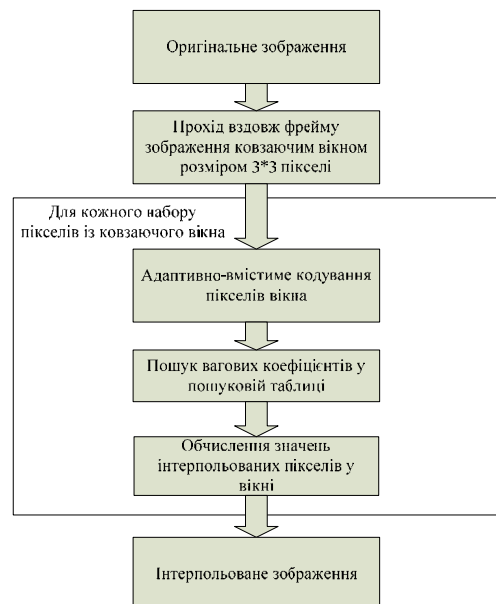 Оригінальне зображення
Прохід вздовж фрейму
зображення ковзаючим вікном
розміром 3*3 пікселі
Для кожного набору
пікселів із ковзаючого вікна
Адаптивно-вмістиме кодування
пікселів вікна
Пошук вагових коефіцієнтів у
пошуковій таблиці
Обчислення значень
інтерпольованих пікселів у
вікні
Інтерпольоване зображення